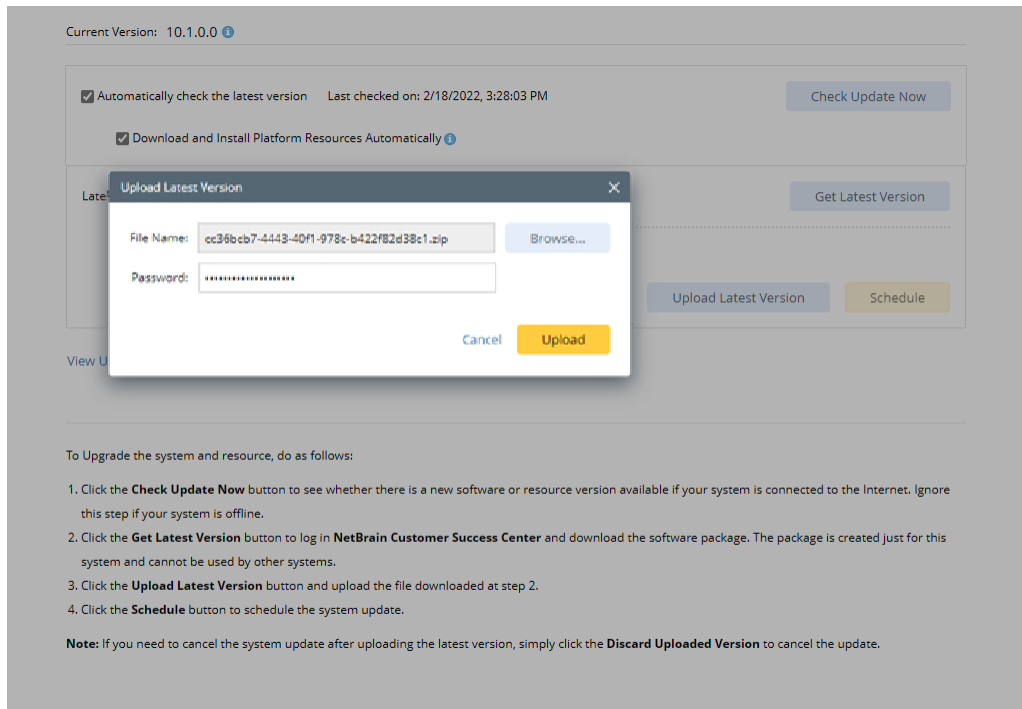 Current Version: 10.1.0.0
Automatically check the latest version Last checked on: 2/18/2022, 3:28:03 PM Check Update Now
Download and Install Platform Resources Automatically
Upload Latest Version
Get Latest Version
File Name: cc36bcb7-4443-40f1-978c-b422f82d38c1.zip Browse...
Password: ••••••••••••••••••
Upload Latest Version Schedule
Cancel Upload
View U
To Upgrade the system and resource, do as follows:
1. Click the Check Update Now button to see whether there is a new software or resource version available if your system is connected to the Internet. Ignore
this step if your system is offline.
2. Click the Get Latest Version button to log in NetBrain Customer Success Center and download the software package. The package is created just for this
system and cannot be used by other systems.
3. Click the Upload Latest Version button and upload the file downloaded at step 2.
4. Click the Schedule button to schedule the system update.
Note: If you need to cancel the system update after uploading the latest version, simply click the Discard Uploaded Version to cancel the update.